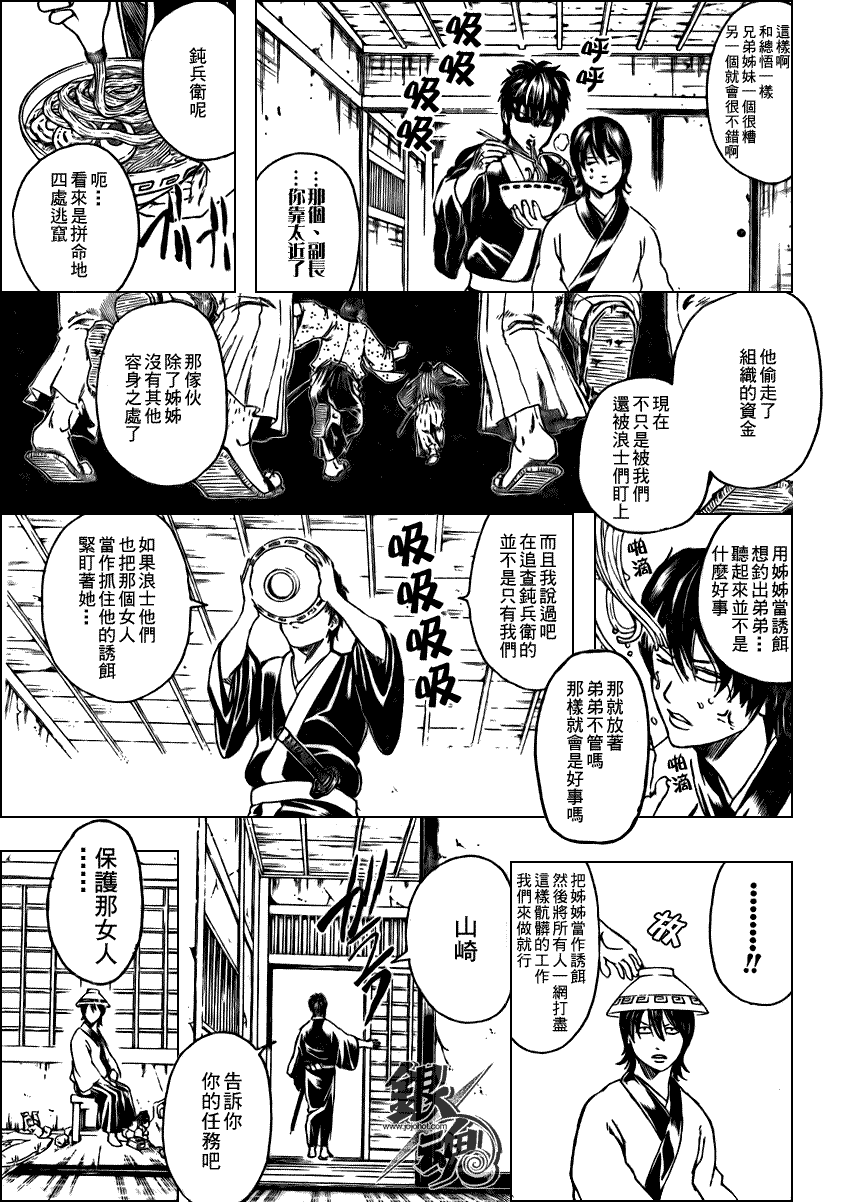 這樣啊
和總悟一樣
兄弟姊妹一個很糟
另一個就會很不錯啊
呼
呼
吸
吸
吸
吸
…那個、副長
…你靠太近了
鈍兵衛呢
呃…
看來是拼命地
四處逃竄
他偷走了
組織的資金
現在
不只是被我們
還被浪士們盯上
那傢伙
除了姊姊
沒有其他
容身之處了
用姊姊當誘餌
想釣出弟弟…
聽起來並不是
什麼好事
啪滴
啪滴
那就放著
弟弟不管嗎
那樣就會是好事嗎
而且我說過吧
在追查鈍兵衛的
並不是只有我們
吸
吸
吸
吸
如果浪士他們
也把那個女人
當作抓住他的誘餌
緊盯著她…
………!!
放
把姊姊當作誘餌
然後將所有人一網打盡
這樣骯髒的工作
我們來做就行
山崎
告訴你
你的任務吧
保護那女人
……
銀魂
www.jojohot.com